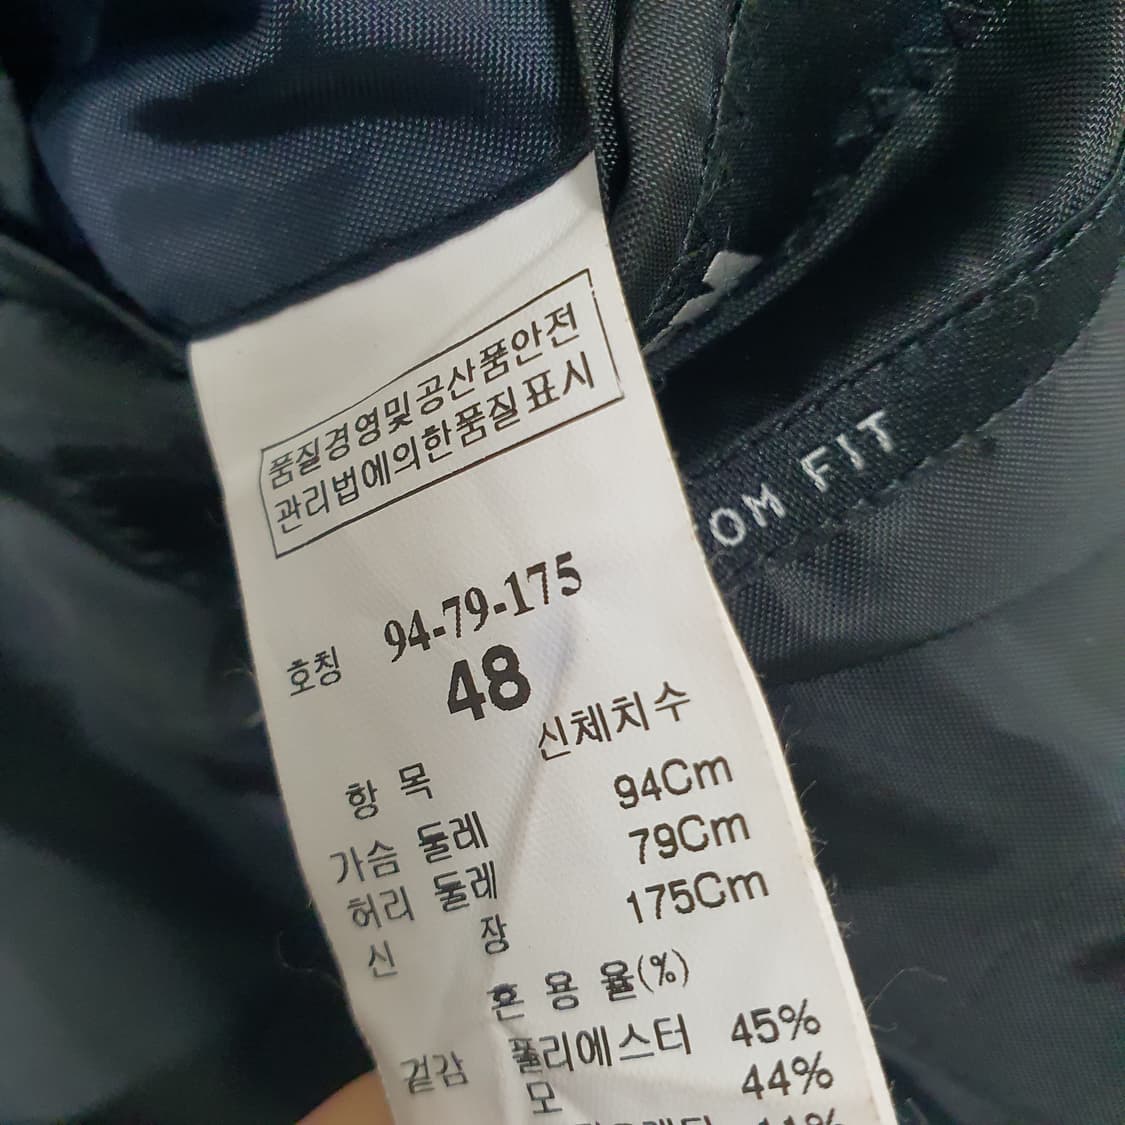 품질경영및공산품안전
관리법에의한품질표시
호칭 94-79-175
48
항 목 신체치수
가슴 둘레 94Cm
허리 둘레 79Cm
신 장 175Cm
혼 용 율(%)
겉감 폴리에스터 45%
모 44%
OM FIT